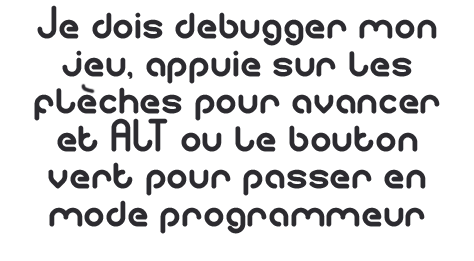 Je dois debugger mon
jeu, appuie sur les
flèches pour avancer
et ALT ou le bouton
vert pour passer en
mode programmeur